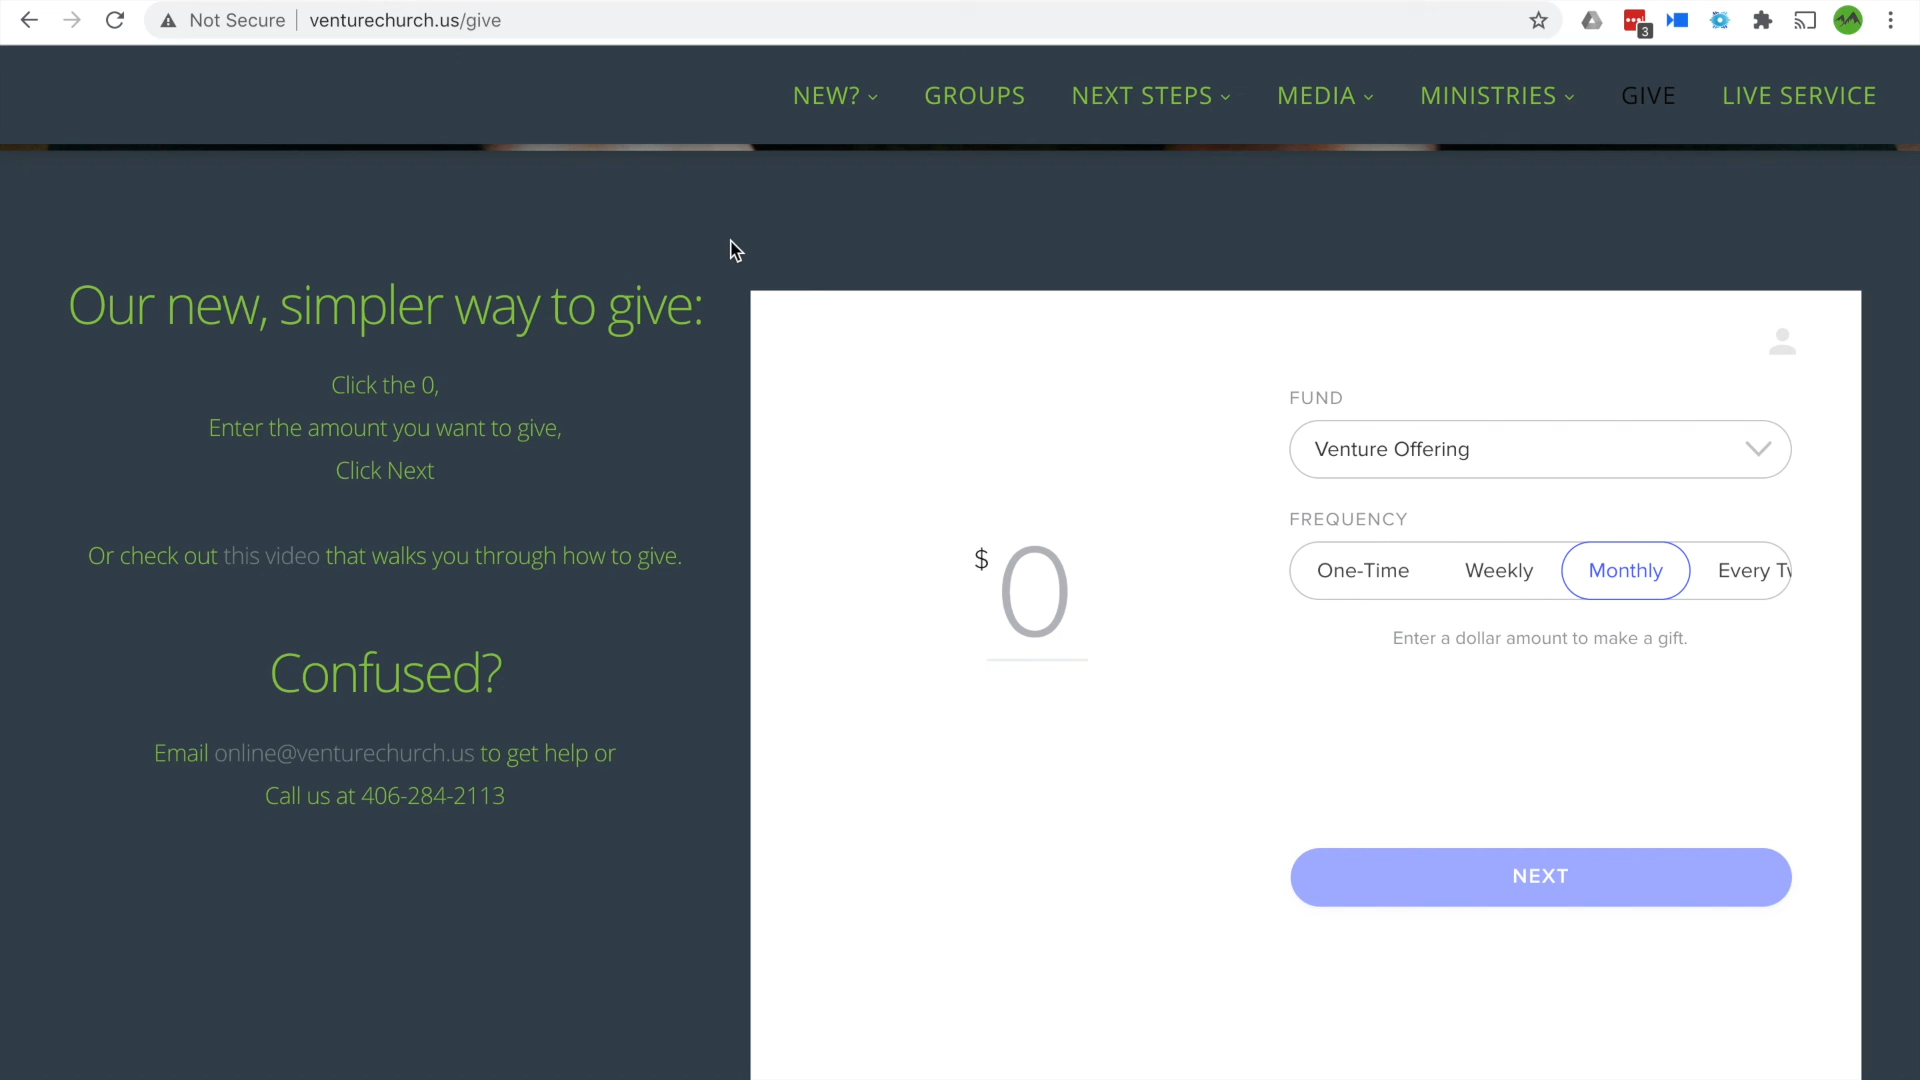 Not Secure venturechurch.us/give
3
NEW? GROUPS NEXT STEPS MEDIA MINISTRIES GIVE LIVE SERVICE
Our new, simpler way to give:
Click the 0,
Enter the amount you want to give,
Click Next
Or check out this video that walks you through how to give.
Confused?
Email online@venturechurch.us to get help or
Call us at 406-284-2113
$ 0
FUND
Venture Offering
FREQUENCY
One-Time Weekly Monthly Every
Enter a dollar amount to make a gift.
NEXT